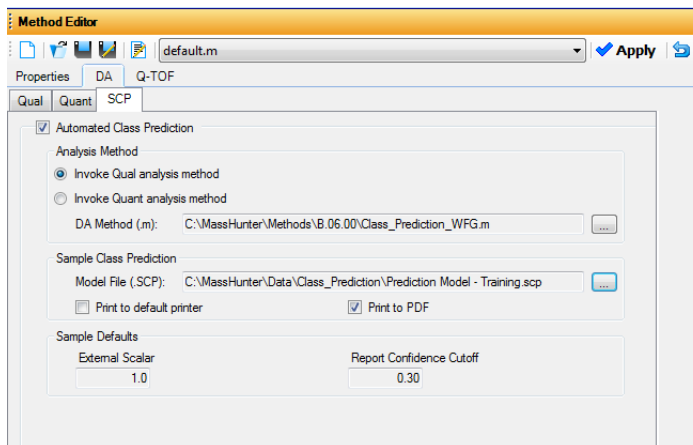 Method Editor
default.m Apply
Properties DA Q-TOF
Qual Quant SCP
Automated Class Prediction
Analysis Method
Invoke Qual analysis method
Invoke Quant analysis method
DA Method (.m): C:\MassHunter\Methods\B.06.00\Class_Prediction_WFG.m ...
Sample Class Prediction
Model File (.SCP): C:\MassHunter\Data\Class_Prediction\Prediction Model - Training.scp ...
Print to default printer Print to PDF
Sample Defaults
External Scalar Report Confidence Cutoff
1.0 0.30